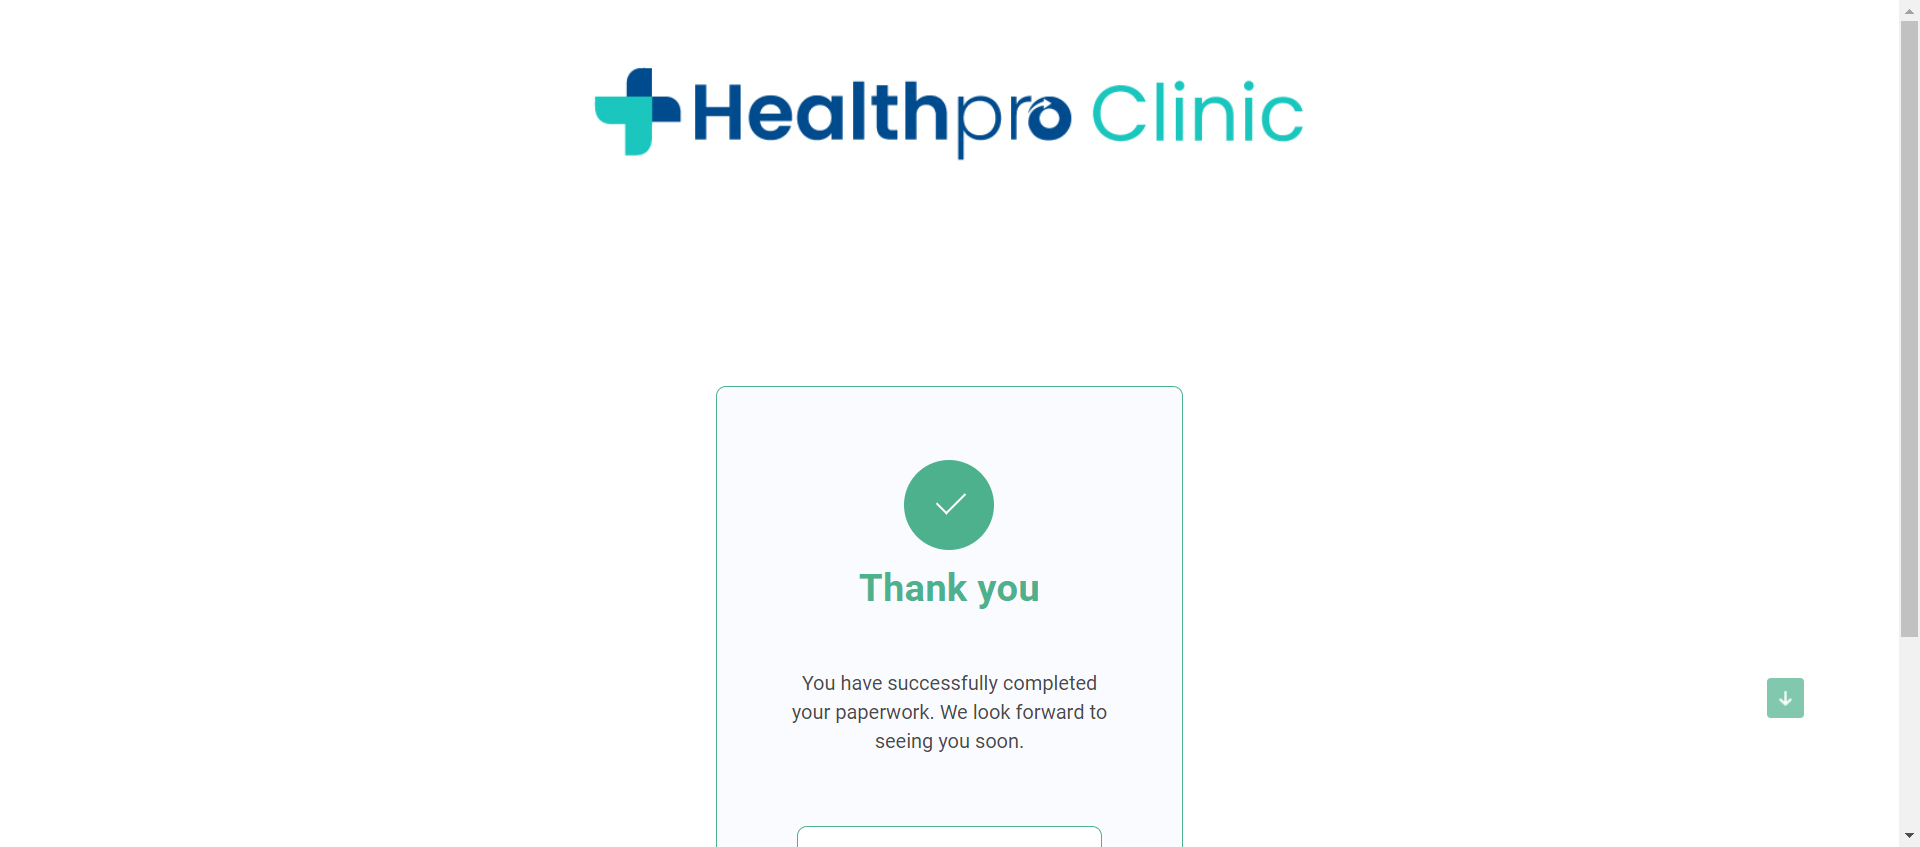 Healthpro Clinic
Thank you
You have successfully completed
your paperwork. We look forward to
seeing you soon.